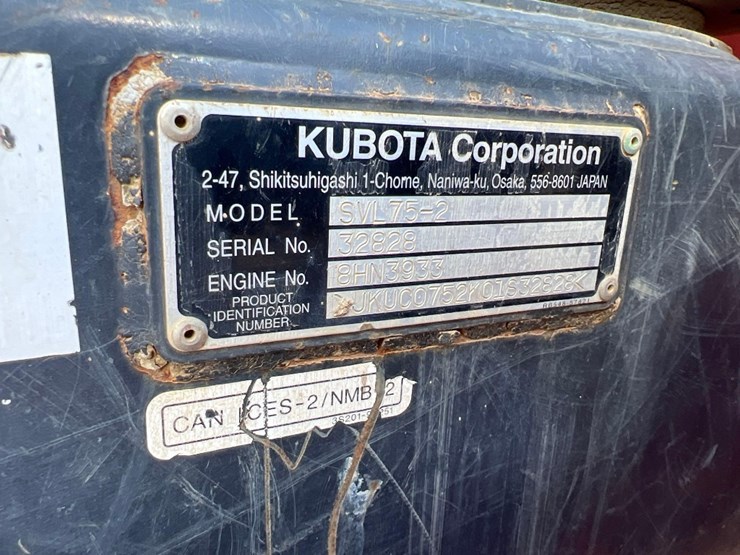 KUBOTA Corporation
2-47, Shikitsuhigashi 1-Chome, Naniwa-ku, Osaka, 556-8601 JAPAN
MODEL SVL75-2
SERIAL No. 32828
ENGINE No. 8HN3933
PRODUCT
IDENTIFICATION
NUMBER
CAN ICES-2/NMB-2